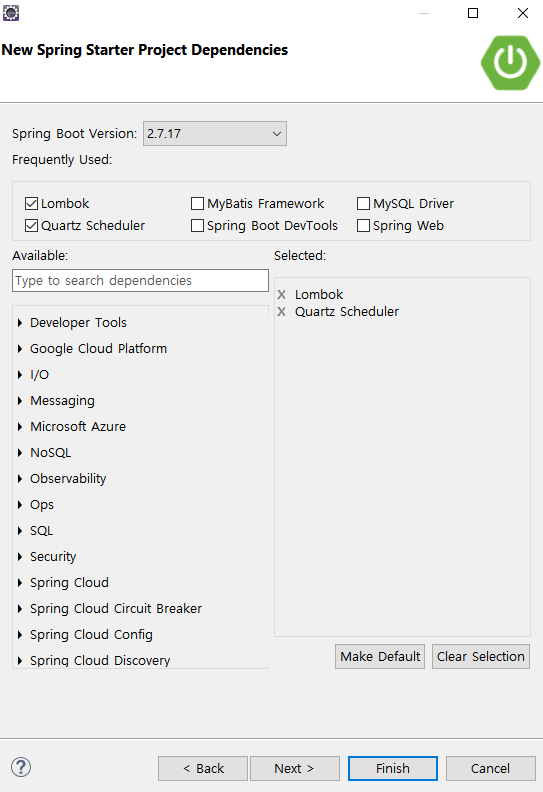 New Spring Starter Project Dependencies
Spring Boot Version: 2.7.17
Frequently Used:
Lombok MyBatis Framework MySQL Driver
Quartz Scheduler Spring Boot DevTools Spring Web
Available: Selected:
Type to search dependencies
X Lombok
X Quartz Scheduler
Developer Tools
Google Cloud Platform
I/O
Messaging
Microsoft Azure
NoSQL
Observability
Ops
SQL
Security
Spring Cloud
Spring Cloud Circuit Breaker
Spring Cloud Config
Spring Cloud Discovery
Make Default Clear Selection
? < Back Next > Finish Cancel